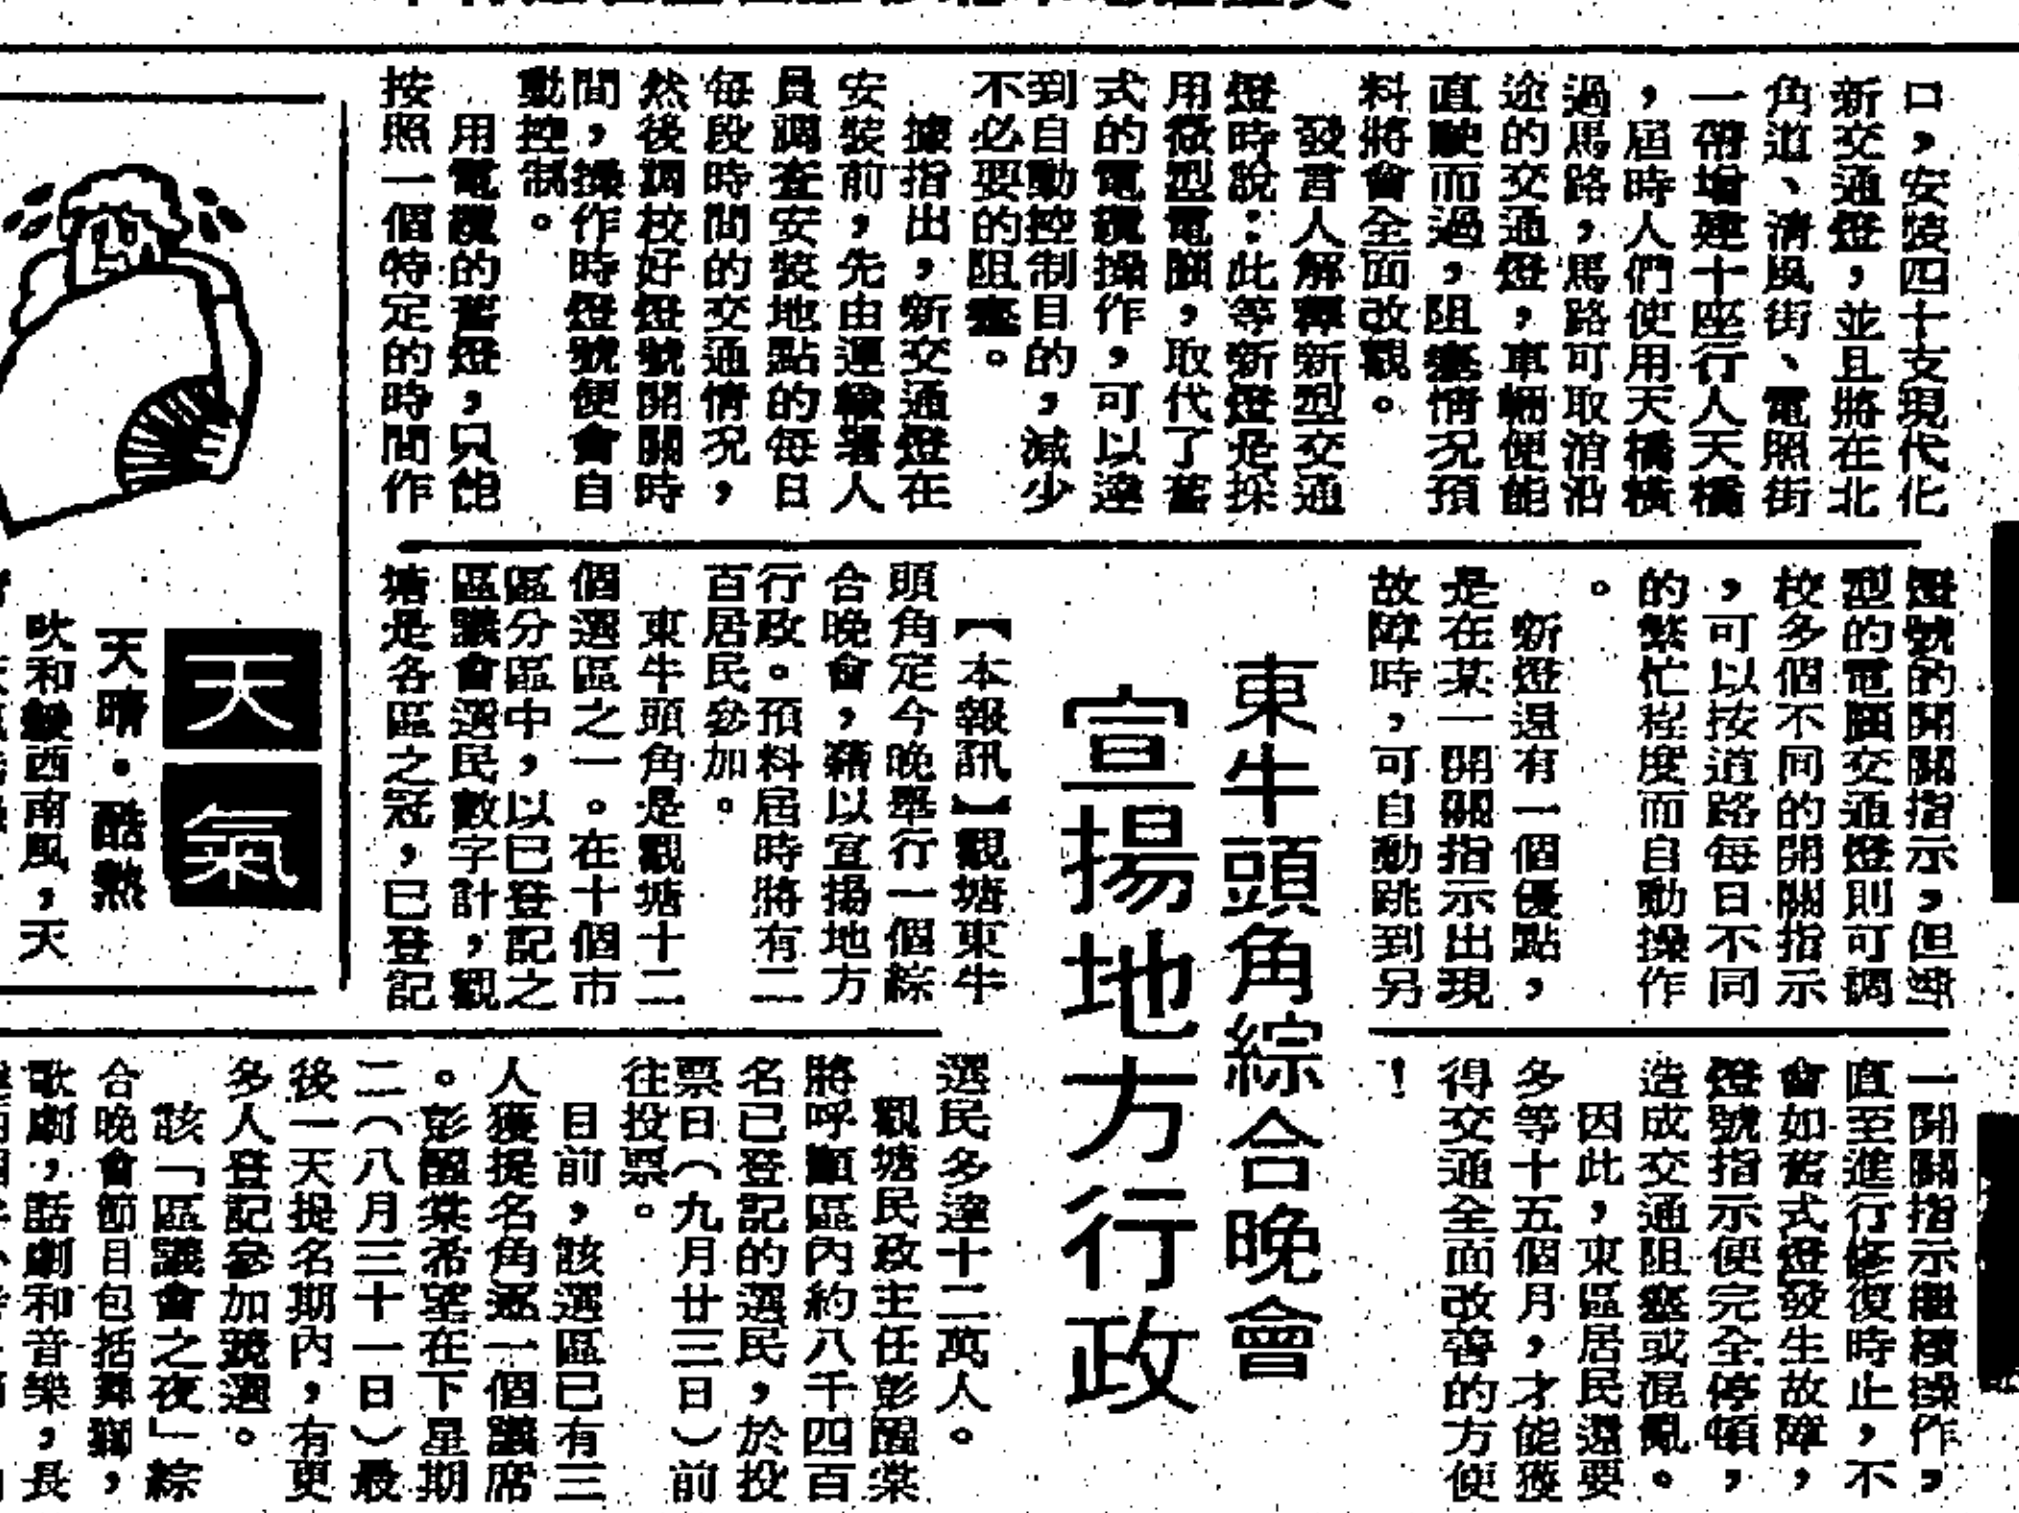 口，安裝四十支現代化
新交通燈，並且將在北
角道、清風街、電照街
一帶增建十座行人天橋
，屆時人們使用天橋橫
過馬路，馬路可取消沿
途的交通燈，車輛便能
直駛而過，阻塞情況預
料將會全面改觀。
發言人解釋新型交通
燈時說：此等新燈是採
用微型電腦，取代了舊
式的電纜操作，可以達
到自動控制目的，減少
不必要的阻塞。
據指出，新交通燈在
安裝前，先由運輸署人
員調查安裝地點的每日
每段時間的交通情況，
然後調校好燈號開關時
間，操作時燈號便會自
動控制。
用電纜的舊燈，只能
按照一個特定的時間作
燈號的開關指示，但新
型的電腦交通燈則可調
校多個不同的開關指示
，可以按道路每日不同
的繁忙程度而自動操作
。
新燈還有一個優點，
是在某一開關指示出現
故障時，可自動跳到另
一開關指示繼續操作，
直至進行修復時止，不
會如舊式燈發生故障，
燈號指示便完全停頓，
造成交通阻塞或混亂。
因此，東區居民還要
多等十五個月，才能獲
得交通全面改善的方便
！
東牛頭角綜合晚會
宣揚地方行政
【本報訊】觀塘東牛
頭角定今晚舉行一個綜
合晚會，藉以宣揚地方
行政。預料屆時將有二
百居民參加。
東牛頭角是觀塘十二
個選區之一。在十個市
區分區中，以已登記之
區議會選民數字計，觀
塘是各區之冠，已登記
選民多達十二萬人。
觀塘民政主任彭醒棠
將呼籲區內約八千四百
名已登記的選民，於投
票日（九月廿三日）前
往投票。
目前，該選區已有三
人獲提名角逐一個議席
。彭醒棠希望在下星期
二（八月三十一日）最
後一天提名期內，有更
多人登記參加競選。
該「區議會之夜」綜
合晚會節目包括舞獅，
歌劇，話劇和音樂，長
天氣
天晴・酷熱
吹和緩西南風，天